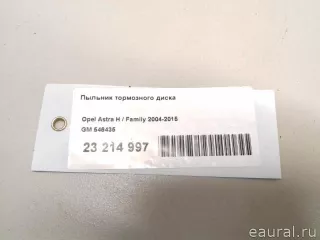 Пыльник тормозного диска
Opel Astra H / Family 2004-2015
GM 546435
23 214 997
eaural.ru